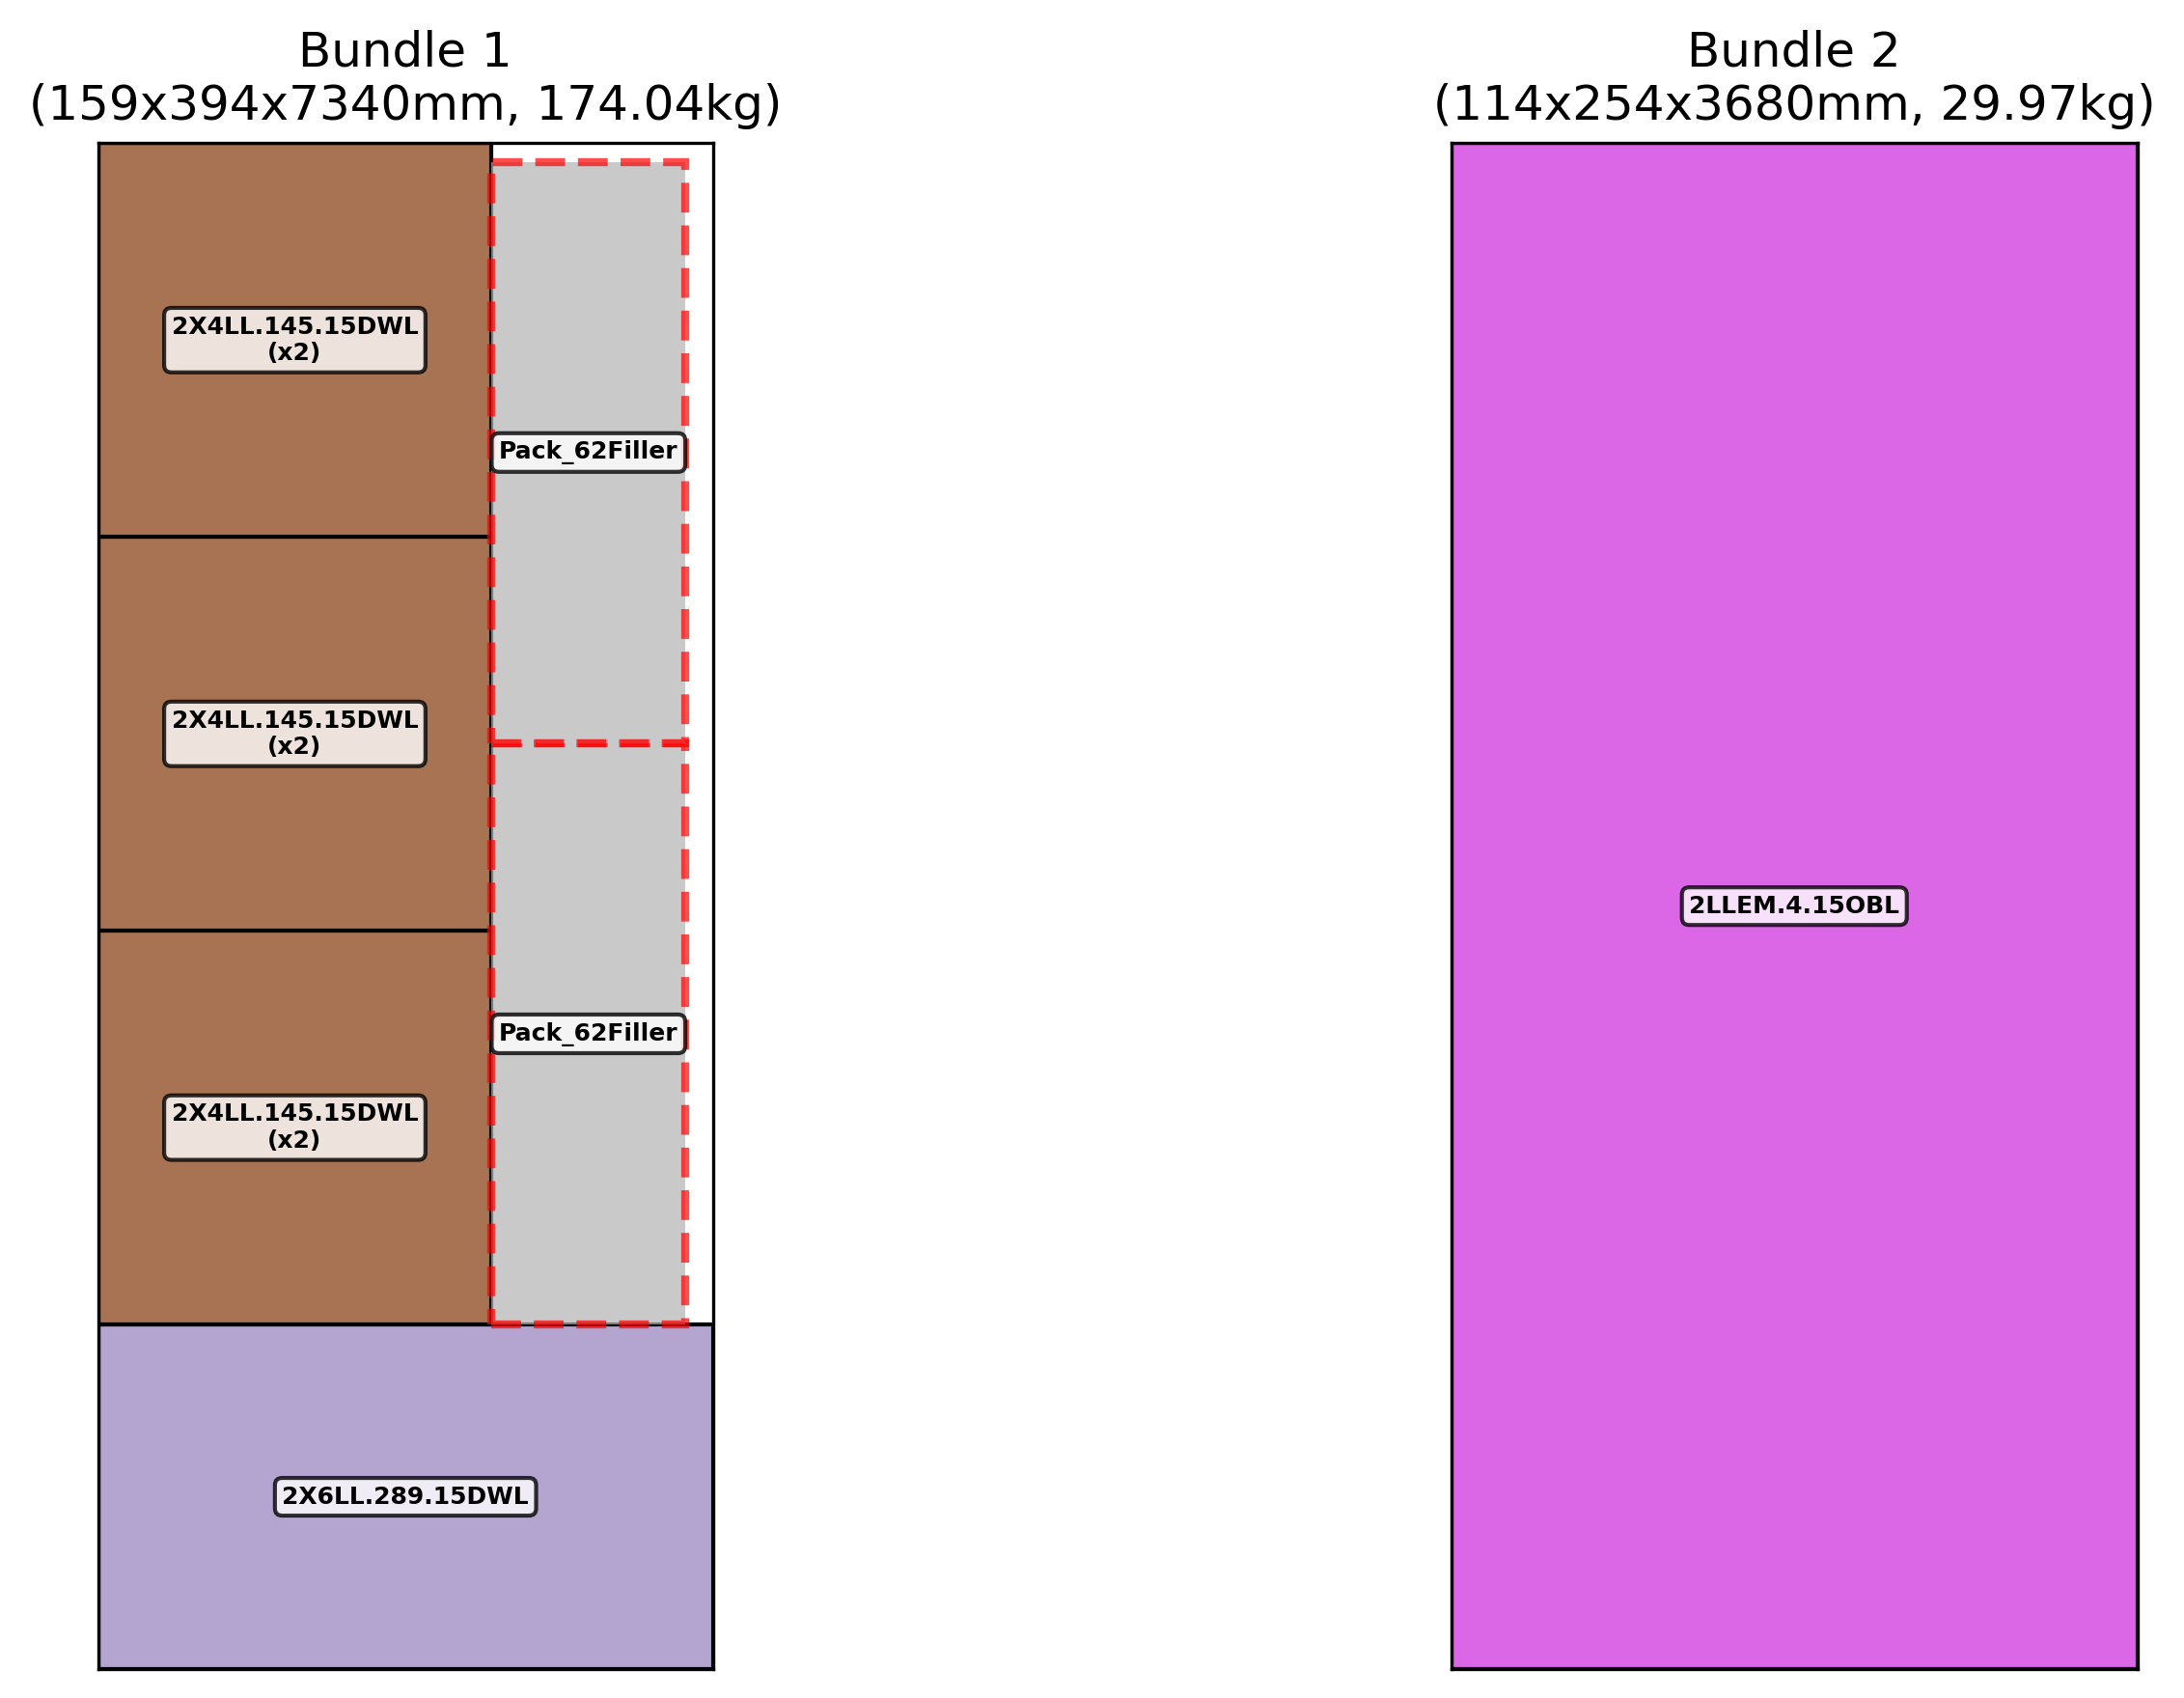 Bundle 1
(159x394x7340mm, 174.04kg)
2X4LL.145.15DWL
(x2)
Pack_62Filler
2X4LL.145.15DWL
(x2)
Pack_62Filler
2X4LL.145.15DWL
(x2)
2X6LL.289.15DWL
Bundle 2
(114x254x3680mm, 29.97kg)
2LLEM.4.15OBL